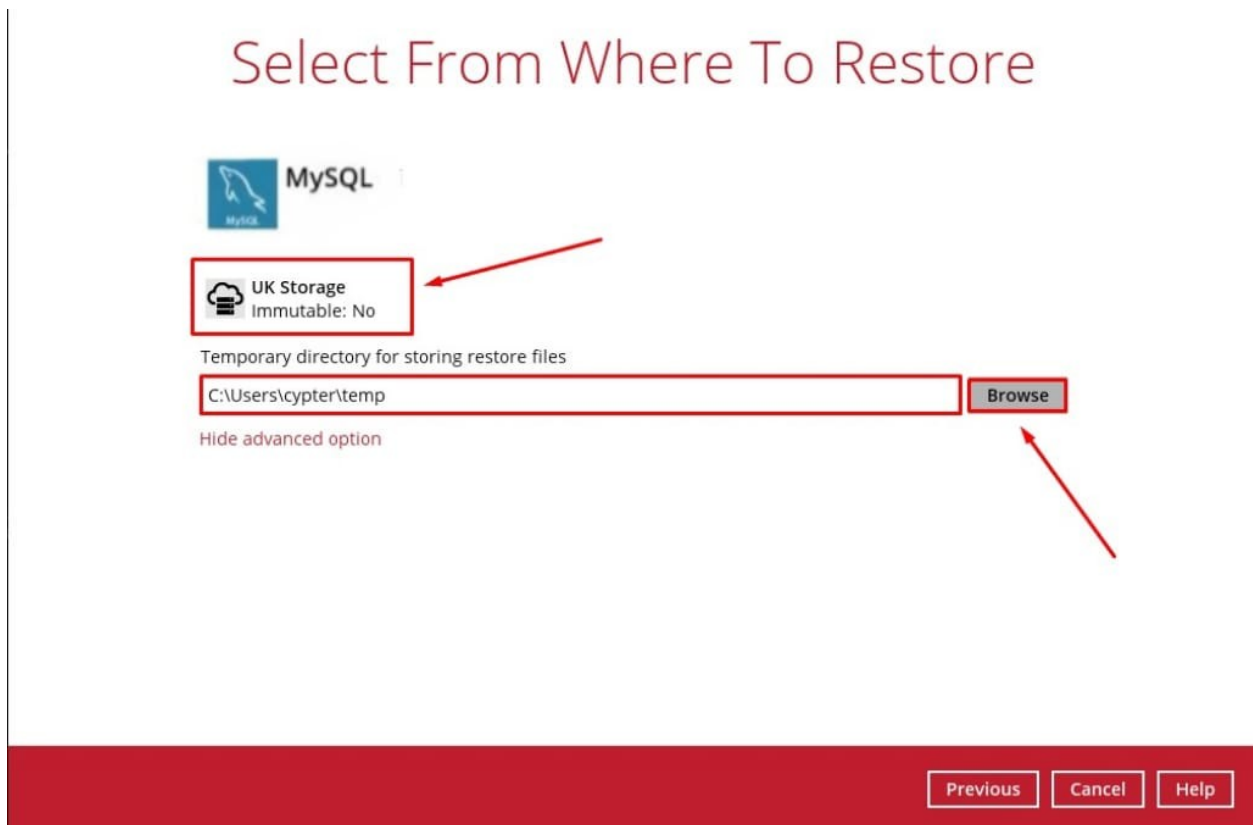 Select From Where To Restore
MySQL
MySQL
UK Storage
Immutable: No
Temporary directory for storing restore files
C:\Users\cypter\temp
Browse
Hide advanced option
Previous
Cancel
Help